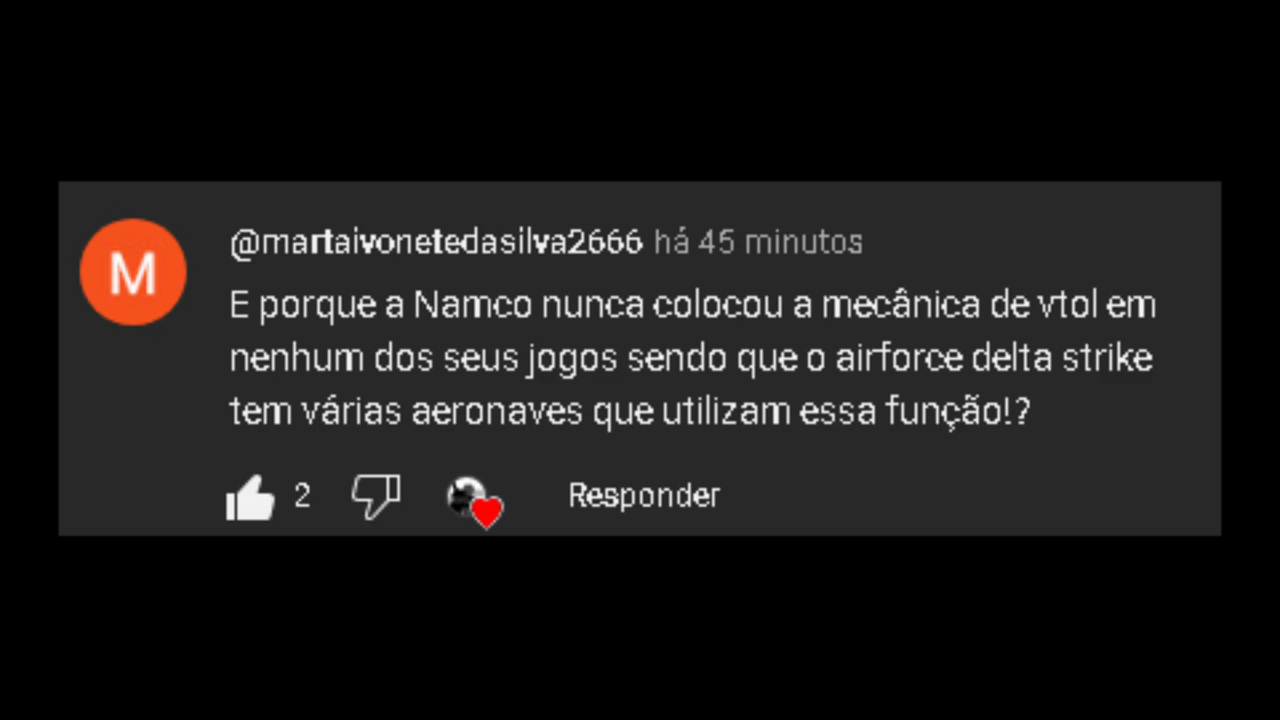 M
@martaivonetedasilva2666 há 45 minutos
E porque a Namco nunca colocou a mecânica de vtol em
nenhum dos seus jogos sendo que o airforce delta strike
tem várias aeronaves que utilizam essa função!?
2 Responder